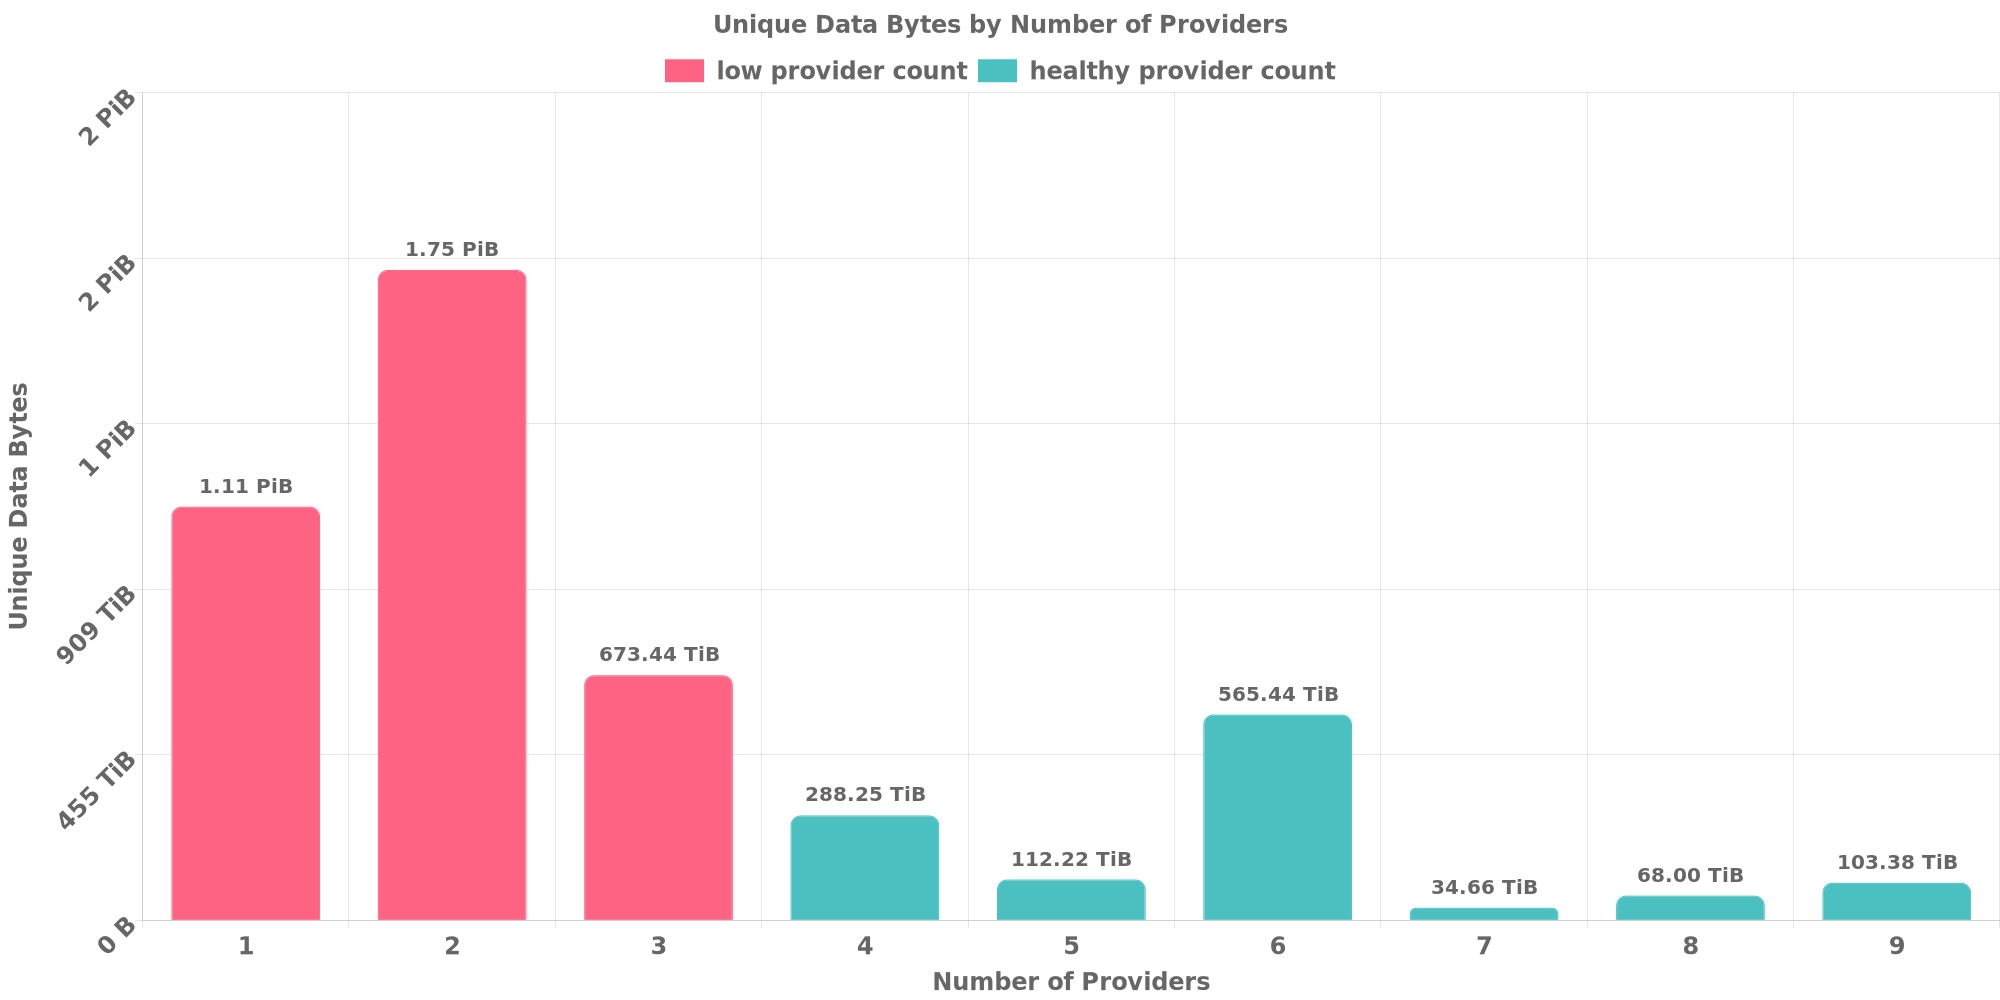 Unique Data Bytes by Number of Providers
low provider count healthy provider count
2 PiB
2 PiB
1 PiB
909 TiB
455 TiB
0 B
Unique Data Bytes
1.11 PiB
1.75 PiB
673.44 TiB
288.25 TiB
112.22 TiB
565.44 TiB
34.66 TiB
68.00 TiB
103.38 TiB
1 2 3 4 5 6 7 8 9
Number of Providers